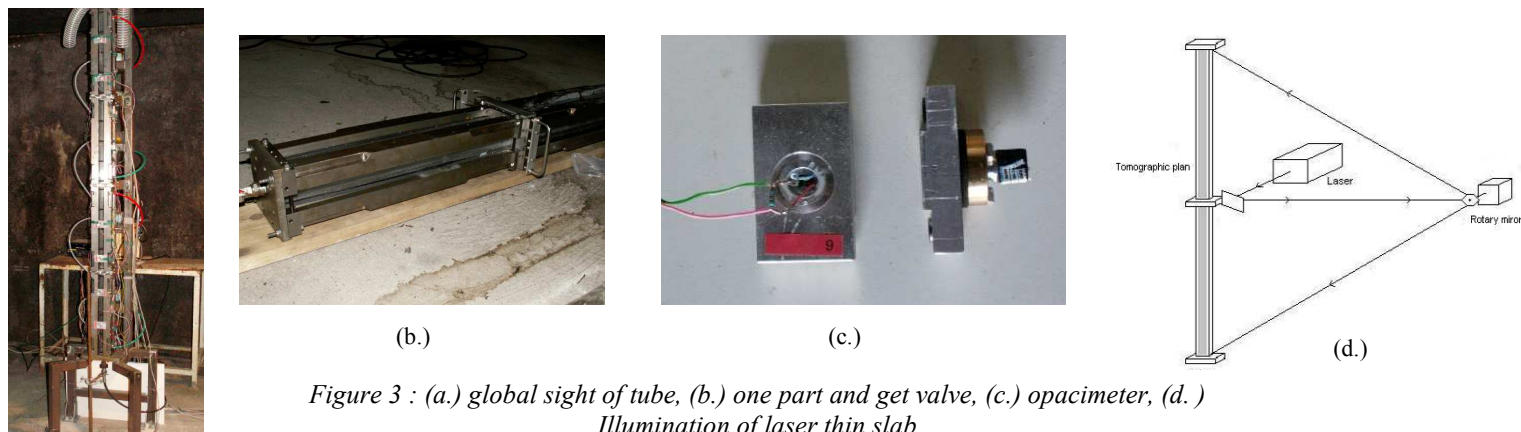 Tomographic plan
Laser
Rotary miror
9
(b.)
(c.)
(d.)
Figure 3 : (a.) global sight of tube, (b.) one part and get valve, (c.) opacimeter, (d. )
Illumination of laser thin slab